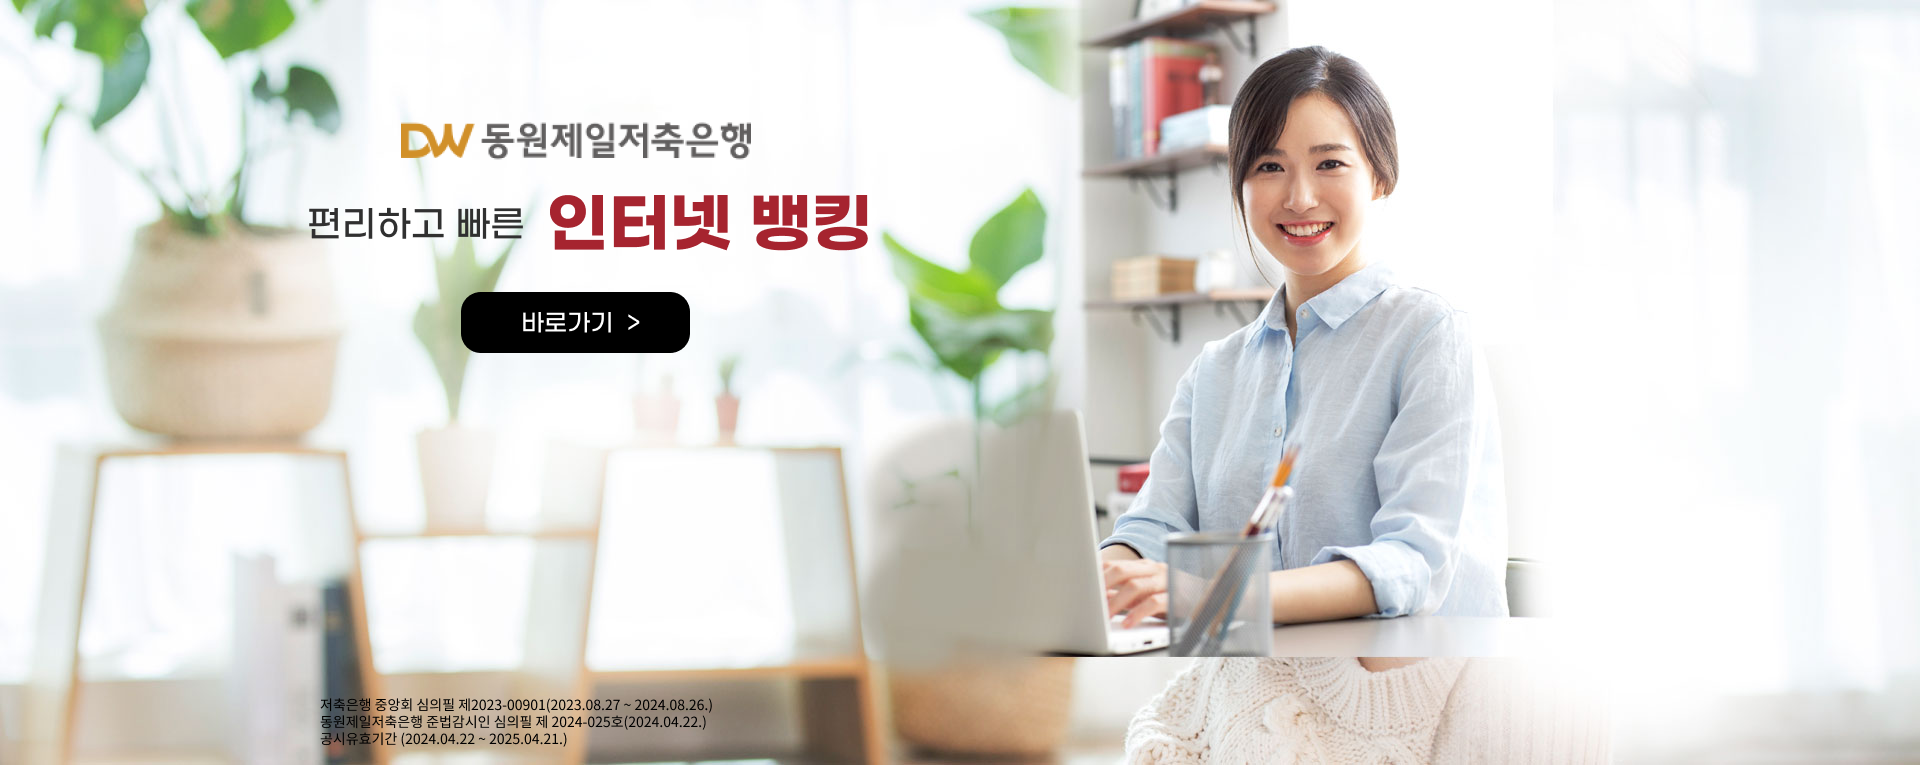 DW 동원제일저축은행
편리하고 빠른 인터넷 뱅킹
바로가기 >
저축은행 중앙회 심의필 제2023-00901(2023.08.27 ~ 2024.08.26.)
동원제일저축은행 준법감시인 심의필 제 2024-025호(2024.04.22.)
공시유효기간 (2024.04.22 ~ 2025.04.21.)